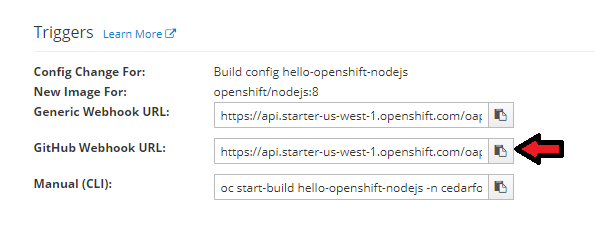 Triggers Learn More
Config Change For: Build config hello-openshift-nodejs
New Image For: openshift/nodejs:8
Generic Webhook URL: https://api.starter-us-west-1.openshift.com/oap
GitHub Webhook URL: https://api.starter-us-west-1.openshift.com/oap
Manual (CLI): oc start-build hello-openshift-nodejs -n cedarfo